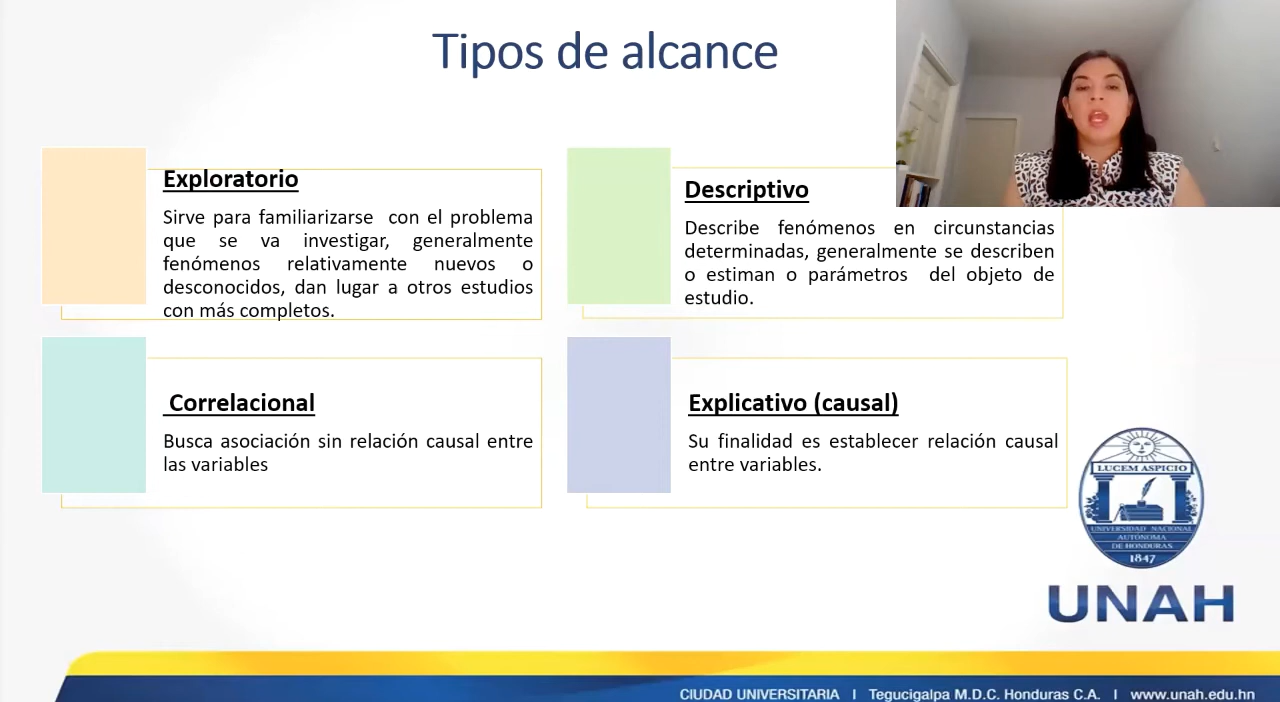 Tipos de alcance
Exploratorio
Sirve para familiarizarse con el problema
que se va investigar, generalmente
fenómenos relativamente nuevos o
desconocidos, dan lugar a otros estudios
con más completos.
Descriptivo
Describe fenómenos en circunstancias
determinadas, generalmente se describen
o estiman o parámetros del objeto de
estudio.
Correlacional
Busca asociación sin relación causal entre
las variables
Explicativo (causal)
Su finalidad es establecer relación causal
entre variables.
LUCEM ASPICIO
UNIVERSIDAD NACIONAL
AUTÓNOMA
DE HONDURAS
1847
UNAH
CIUDAD UNIVERSITARIA I Tegucigalpa M.D.C. Honduras C.A. I www.unah.edu.hn